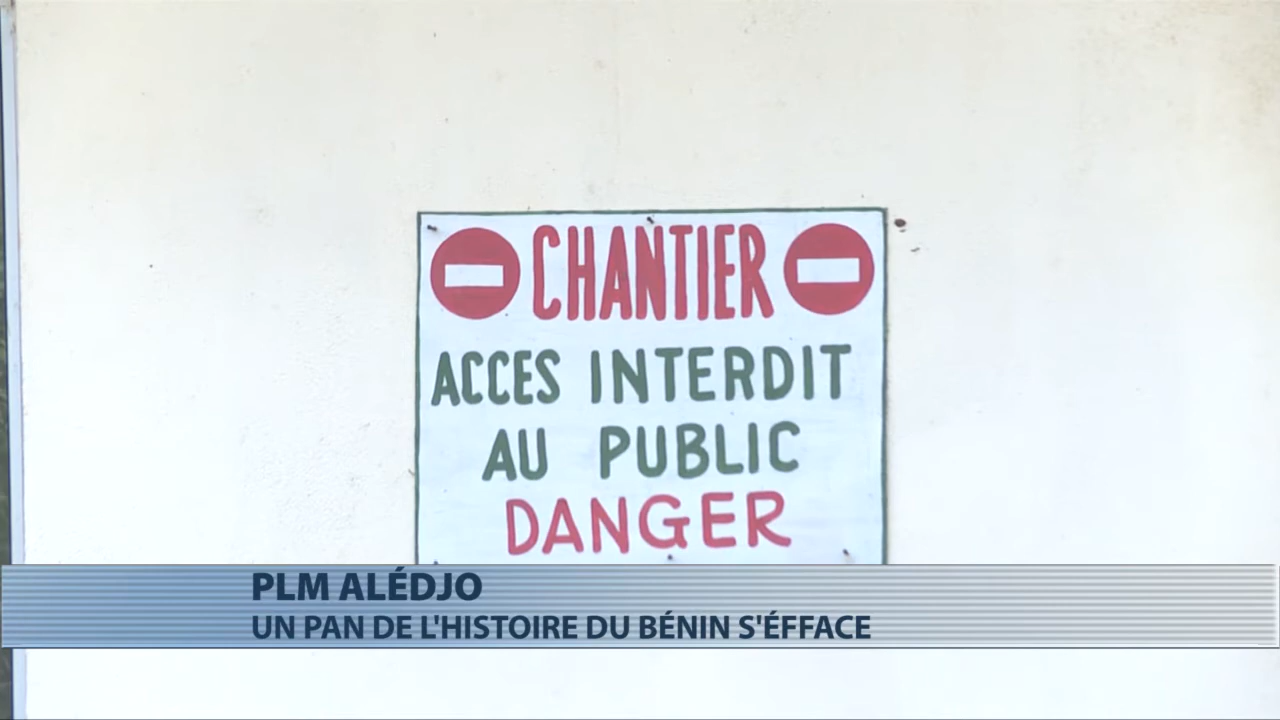 CHANTIER
ACCES INTERDIT
AU PUBLIC
DANGER
PLM ALÉDJO
UN PAN DE L'HISTOIRE DU BÉNIN S'ÉFFACE